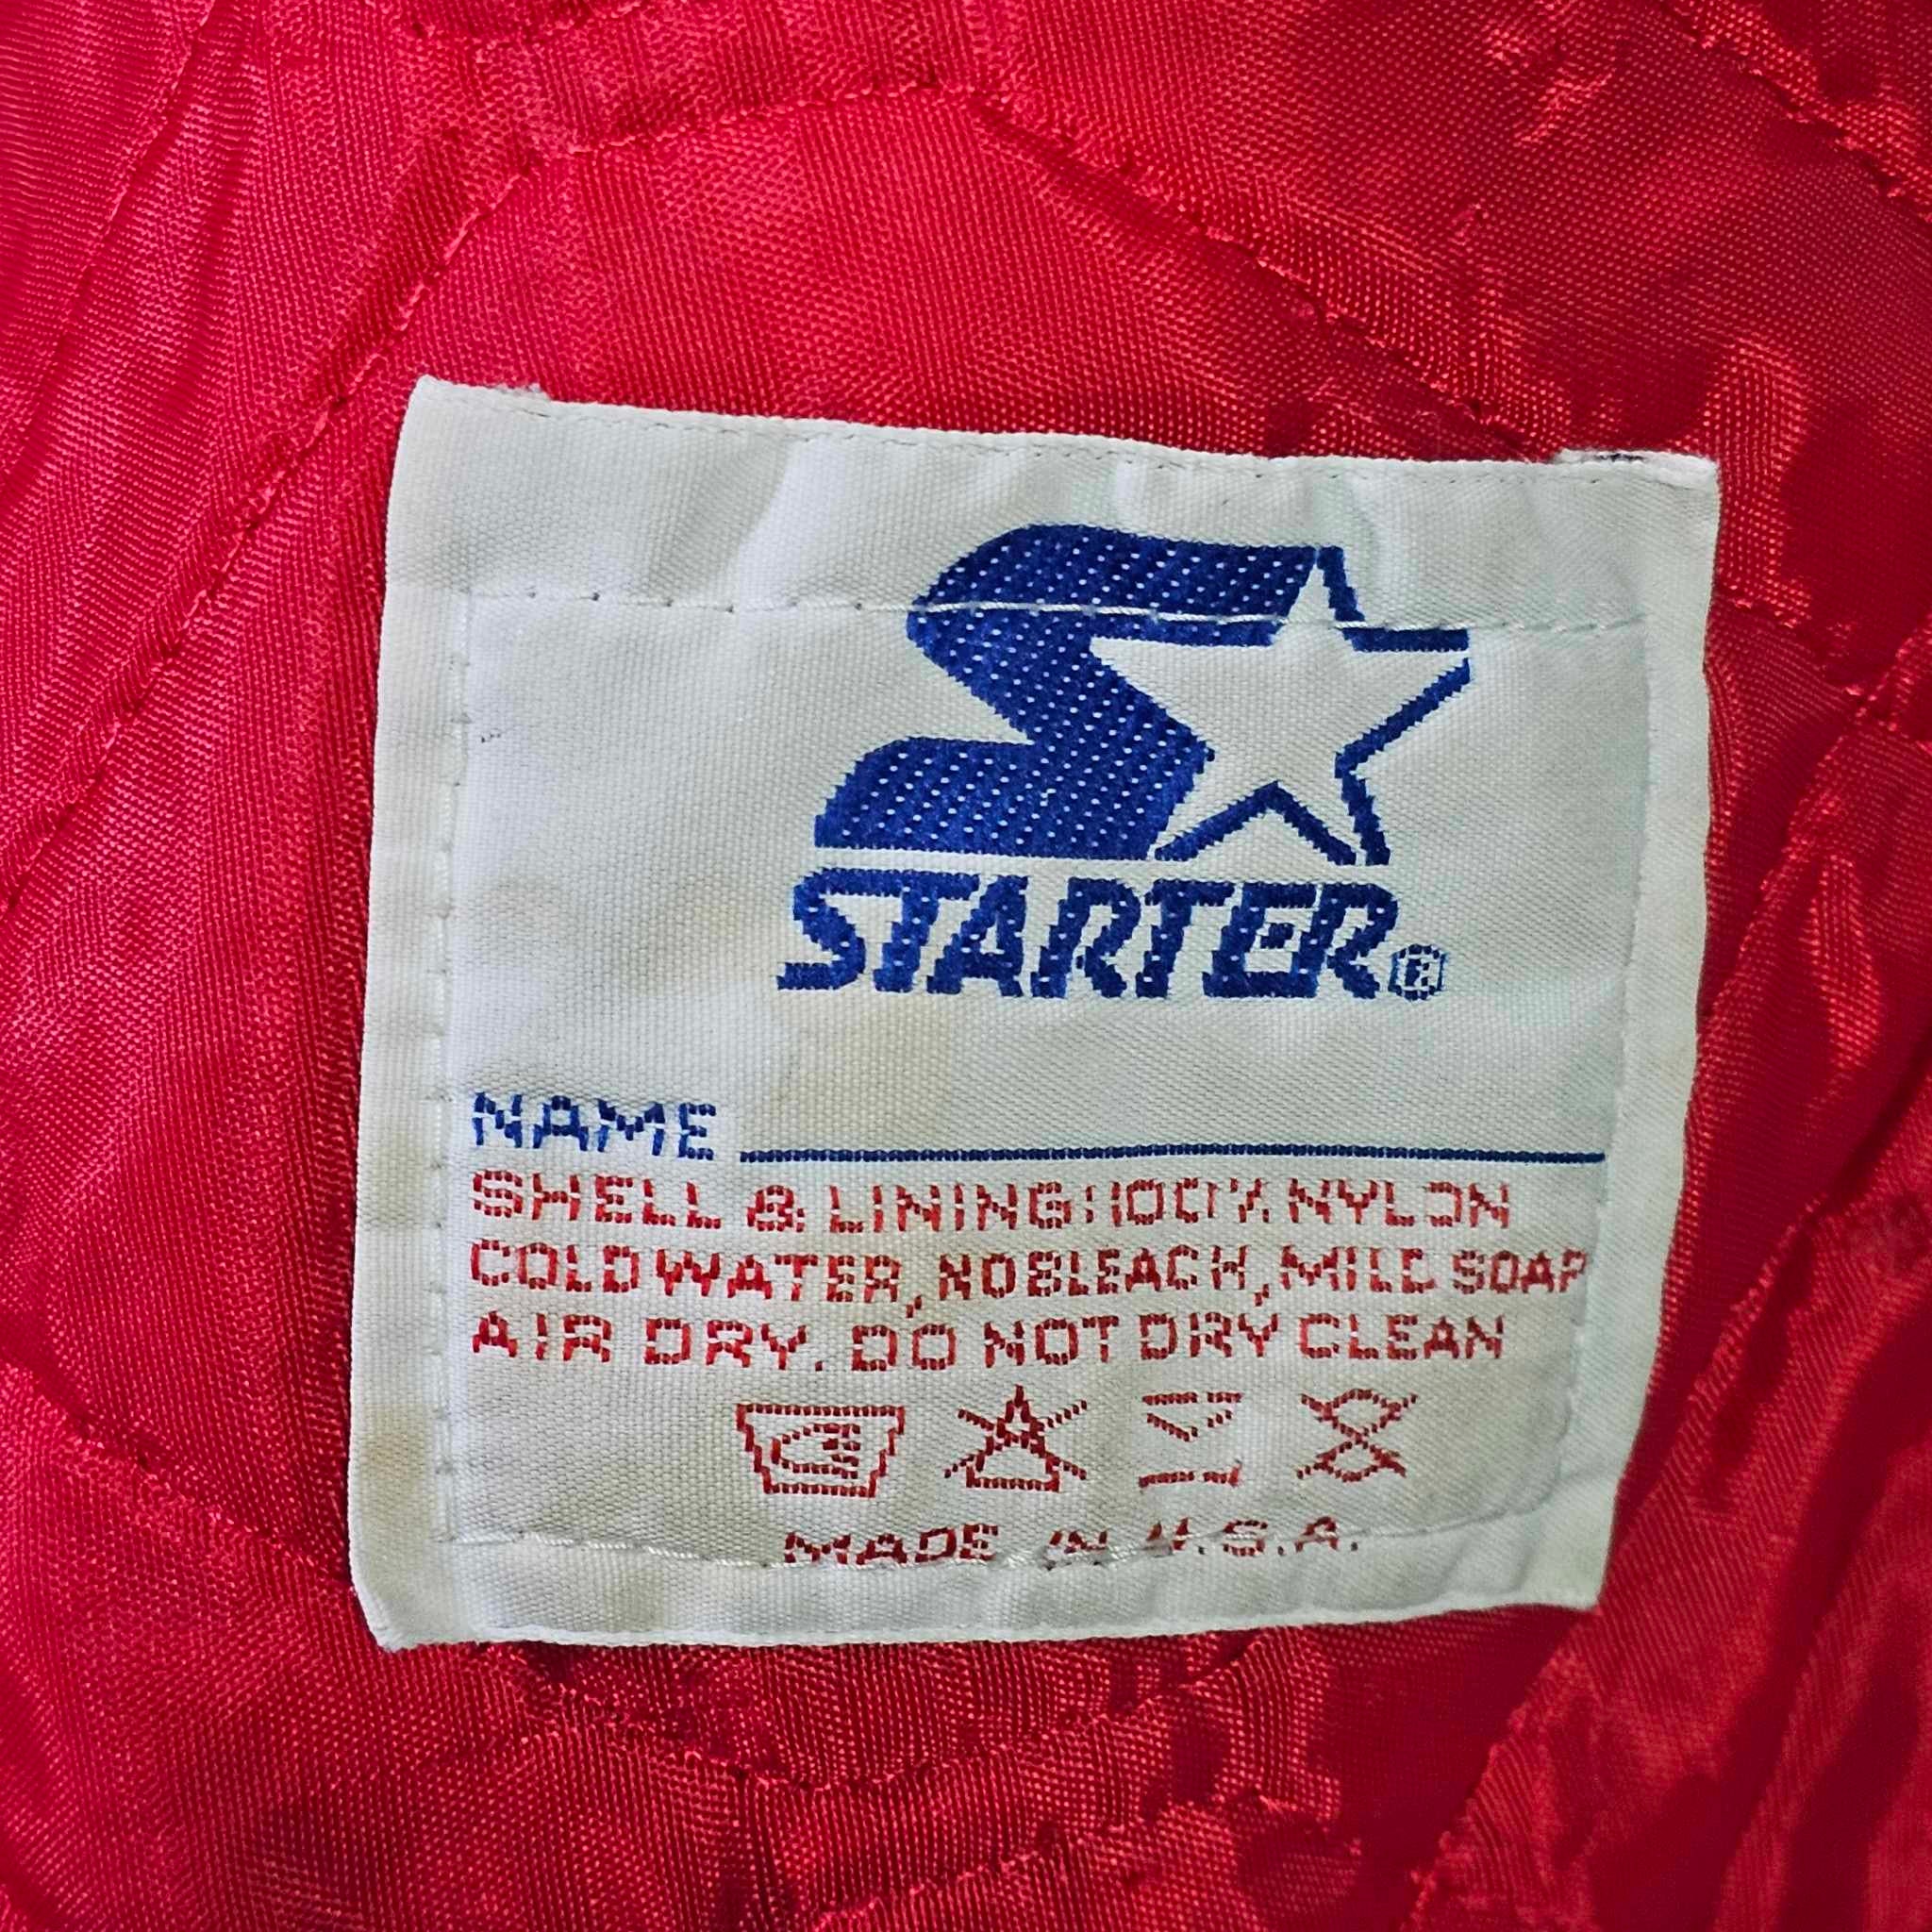 STARTER®
NAME
SHELL & LINING: 100% NYLON
COLD WATER, NO BLEACH, MILD SOAP
AIR DRY. DO NOT DRY CLEAN
MADE IN U.S.A.